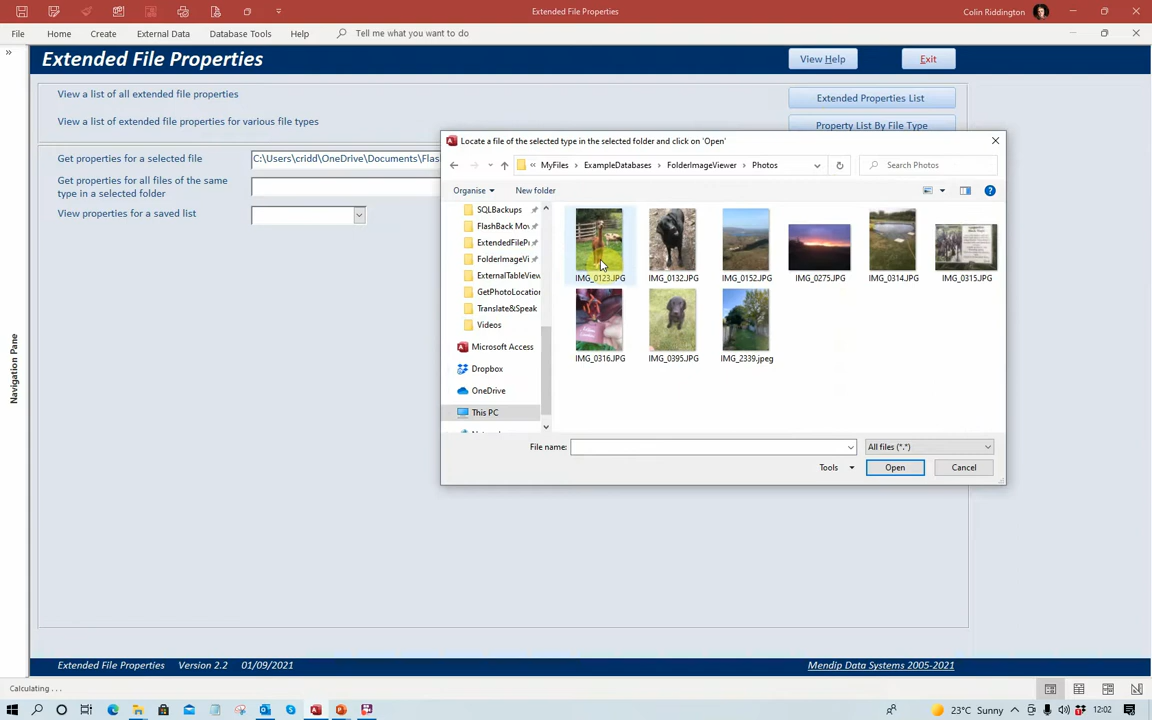 Extended File Properties
Colin Riddington
File
Home
Create
External Data
Database Tools
Help
Tell me what you want to do
Extended File Properties
View Help
Exit
View a list of all extended file properties
Extended Properties List
View a list of extended file properties for various file types
Property List By File Type
Get properties for a selected file
C:\Users\cridd\OneDrive\Documents\Flas
Get properties for all files of the same
type in a selected folder
View properties for a saved list
Locate a file of the selected type in the selected folder and click on 'Open'
« MyFiles > ExampleDatabases > FolderImageViewer > Photos
Search Photos
Organise
New folder
SQLBackups
FlashBack Mov
ExtendedFilePr
FolderImageVi
ExternalTableView
GetPhotoLocation
Translate&Speak
Videos
Microsoft Access
Dropbox
OneDrive
This PC
IMG_0123.JPG
IMG_0132.JPG
IMG_0152.JPG
IMG_0275.JPG
IMG_0314.JPG
IMG_0315.JPG
IMG_0316.JPG
IMG_0395.JPG
IMG_2339.jpeg
File name:
All files (*.*)
Tools
Open
Cancel
Navigation Pane
Extended File Properties
Version 2.2
01/09/2021
Mendip Data Systems 2005-2021
Calculating . . .
23°C Sunny
12:02